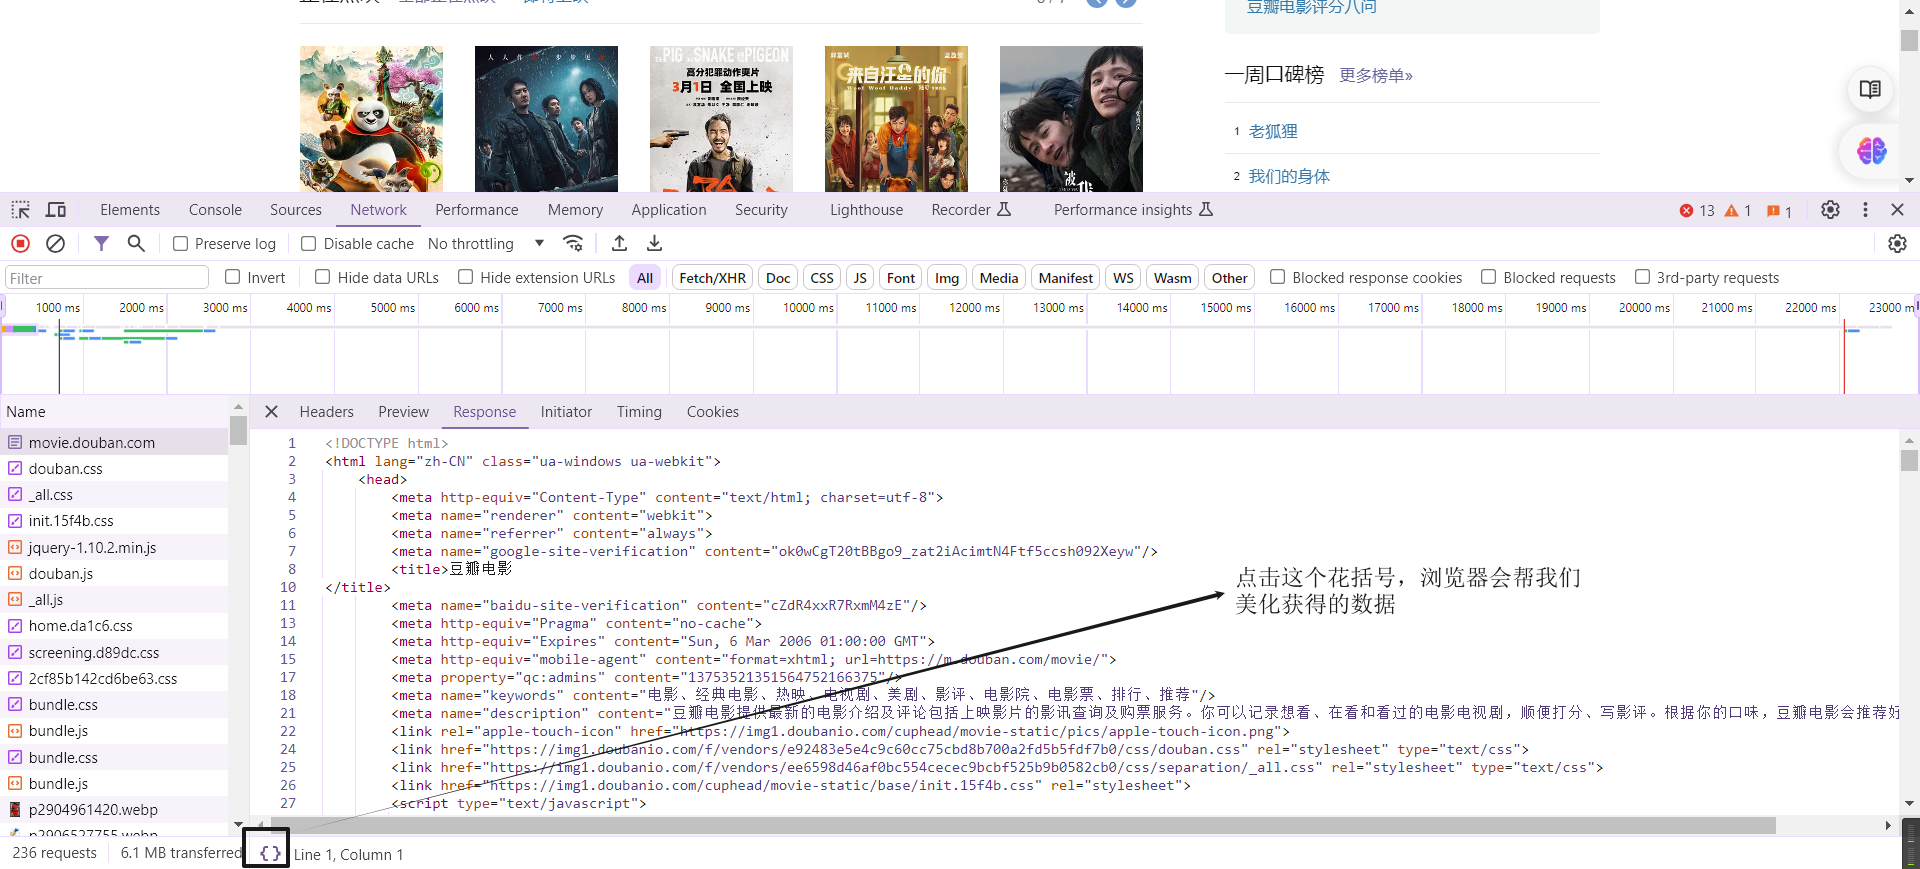 豆瓣电影评分八问
THE PIG, THE SNAKE AND THE PIGEON
高分犯罪动作爽片
3月1日 全国上映
来自汪星的你
Woof Woof Daddy
一周口碑榜 更多榜单»
1 老狐狸
2 我们的身体
Elements Console Sources Network Performance Memory Application Security Lighthouse Recorder Performance insights 13 1 1
Preserve log Disable cache No throttling
Filter Invert Hide data URLs Hide extension URLs All Fetch/XHR Doc CSS JS Font Img Media Manifest WS Wasm Other Blocked response cookies Blocked requests 3rd-party requests
1000 ms 2000 ms 3000 ms 4000 ms 5000 ms 6000 ms 7000 ms 8000 ms 9000 ms 10000 ms 11000 ms 12000 ms 13000 ms 14000 ms 15000 ms 16000 ms 17000 ms 18000 ms 19000 ms 20000 ms 21000 ms 22000 ms 23000 m
Name
movie.douban.com
douban.css
_all.css
init.15f4b.css
jquery-1.10.2.min.js
douban.js
_all.js
home.da1c6.css
screening.d89dc.css
2cf85b142cd6be63.css
bundle.css
bundle.js
bundle.css
bundle.js
p2904961420.webp
p2906527755.webp
Headers Preview Response Initiator Timing Cookies
1 <!DOCTYPE html>
2 <html lang="zh-CN" class="ua-windows ua-webkit">
3 <head>
4 <meta http-equiv="Content-Type" content="text/html; charset=utf-8">
5 <meta name="renderer" content="webkit">
6 <meta name="referrer" content="always">
7 <meta name="google-site-verification" content="ok0wCgT20tBBgo9_zat2iAcimtN4Ftf5ccsh092Xeyw"/>
8 <title>豆瓣电影
10 </title>
11 <meta name="baidu-site-verification" content="cZdR4xxR7RxmM4zE"/>
13 <meta http-equiv="Pragma" content="no-cache">
14 <meta http-equiv="Expires" content="Sun, 6 Mar 2006 01:00:00 GMT">
15 <meta http-equiv="mobile-agent" content="format=xhtml; url=https://m.douban.com/movie/">
17 <meta property="qc:admins" content="13753521351564752166375"/>
18 <meta name="keywords" content="电影、经典电影、热映、电视剧、美剧、影评、电影院、电影票、排行、推荐"/>
21 <meta name="description" content="豆瓣电影提供最新的电影介绍及评论包括上映影片的影讯查询及购票服务。你可以记录想看、在看和看过的电影电视剧，顺便打分、写影评。根据你的口味，豆瓣电影会推荐好
22 <link rel="apple-touch-icon" href="https://img1.doubanio.com/cuphead/movie-static/pics/apple-touch-icon.png">
24 <link href="https://img1.doubanio.com/f/vendors/e92483e5e4c9c60cc75cbd8b700a2fd5b5fdf7b0/css/douban.css" rel="stylesheet" type="text/css">
25 <link href="https://img1.doubanio.com/f/vendors/ee6598d46af0bc554cecec9bcbf525b9b0582cb0/css/separation/_all.css" rel="stylesheet" type="text/css">
26 <link href="https://img1.doubanio.com/cuphead/movie-static/base/init.15f4b.css" rel="stylesheet">
27 <script type="text/javascript">
点击这个花括号，浏览器会帮我们
美化获得的数据
236 requests 6.1 MB transferred {} Line 1, Column 1